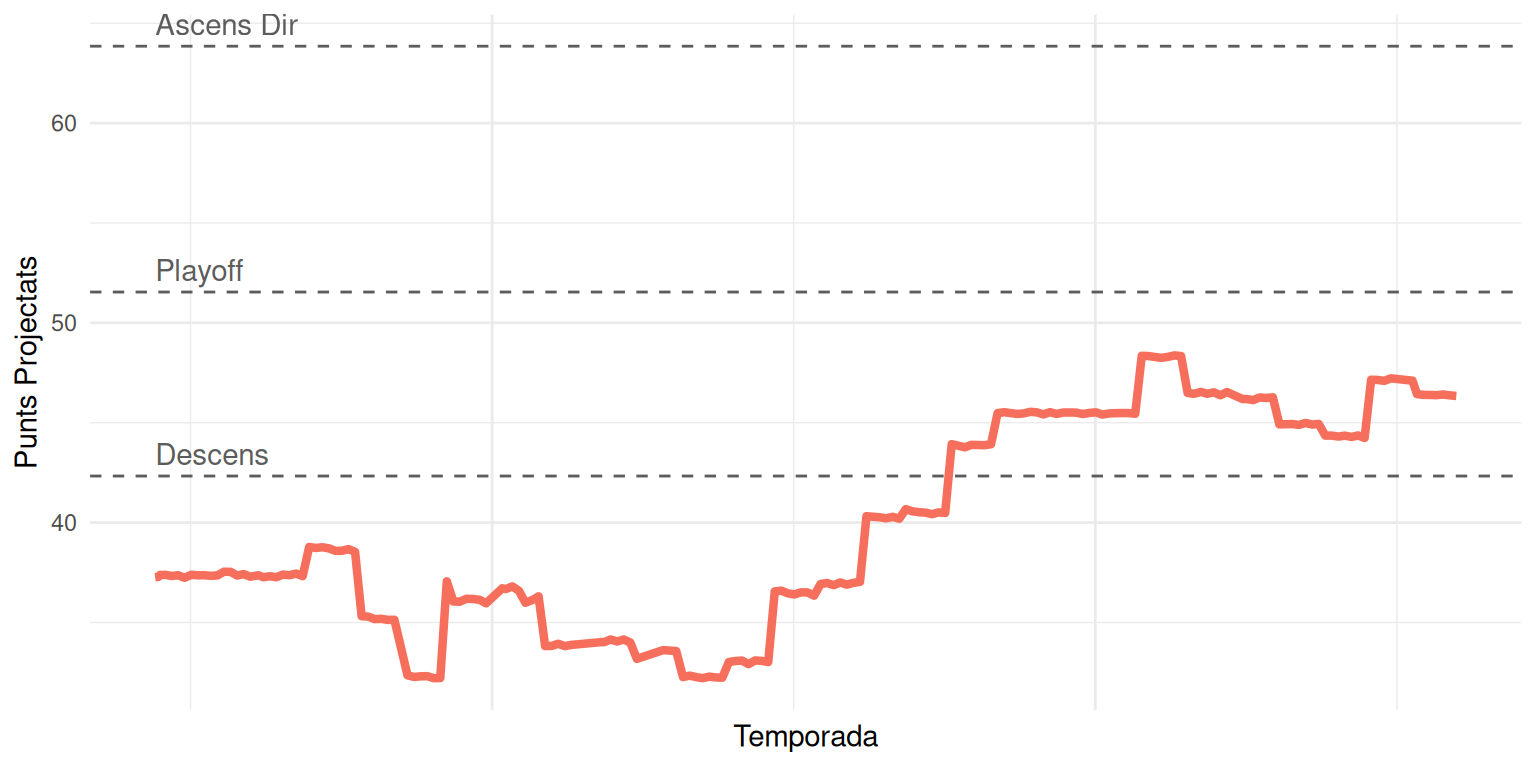 Ascens Dir
60
Playoff
50
Descens
40
Punts Projectats
Temporada